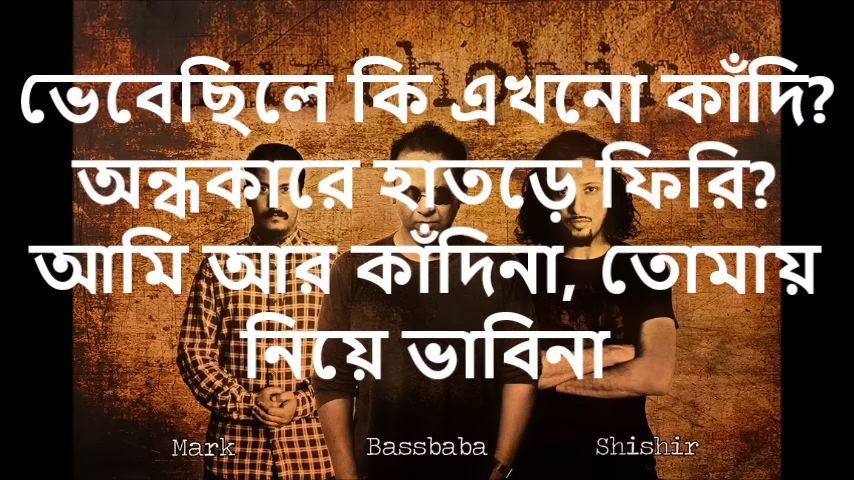 ভেবেছিলে কি এখনো কাঁদি?
অন্ধকারে হাতড়ে ফিরি?
আমি আর কাঁদিনা, তোমায়
নিয়ে ভাবিনা
Mark Bassbaba Shishir